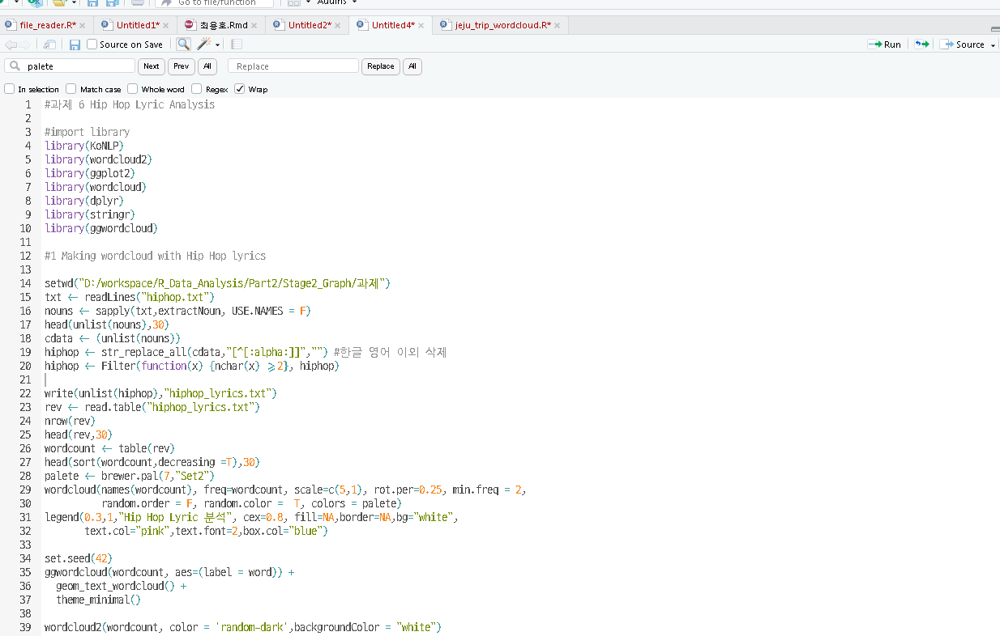 Go to file/function Addins
file_reader.R* Untitled1* 최용호.Rmd Untitled2* Untitled4* jeju_trip_wordcloud.R*
Source on Save Run Source
palete Next Prev All Replace Replace All
In selection Match case Whole word Regex Wrap
1 #과제 6 Hip Hop Lyric Analysis
2
3 #import library
4 library(KoNLP)
5 library(wordcloud2)
6 library(ggplot2)
7 library(wordcloud)
8 library(dplyr)
9 library(stringr)
10 library(ggwordcloud)
11
12 #1 Making wordcloud with Hip Hop lyrics
13
14 setwd("D:/workspace/R_Data_Analysis/Part2/Stage2_Graph/과제")
15 txt <- readLines("hiphop.txt")
16 nouns <- sapply(txt,extractNoun, USE.NAMES = F)
17 head(unlist(nouns),30)
18 cdata <- (unlist(nouns))
19 hiphop <- str_replace_all(cdata,"[^[:alpha:]]","") #한글 영어 이외 삭제
20 hiphop <- Filter(function(x) {nchar(x) >=2}, hiphop)
21
22 write(unlist(hiphop),"hiphop_lyrics.txt")
23 rev <- read.table("hiphop_lyrics.txt")
24 nrow(rev)
25 head(rev,30)
26 wordcount <- table(rev)
27 head(sort(wordcount,decreasing =T),30)
28 palete <- brewer.pal(7,"Set2")
29 wordcloud(names(wordcount), freq=wordcount, scale=c(5,1), rot.per=0.25, min.freq = 2,
30 random.order = F, random.color = T, colors = palete)
31 legend(0.3,1,"Hip Hop Lyric 분석", cex=0.8, fill=NA,border=NA,bg="white",
32 text.col="pink",text.font=2,box.col="blue")
33
34 set.seed(42)
35 ggwordcloud(wordcount, aes=(label = word)) +
36 geom_text_wordcloud() +
37 theme_minimal()
38
39 wordcloud2(wordcount, color = 'random-dark',backgroundColor = "white")